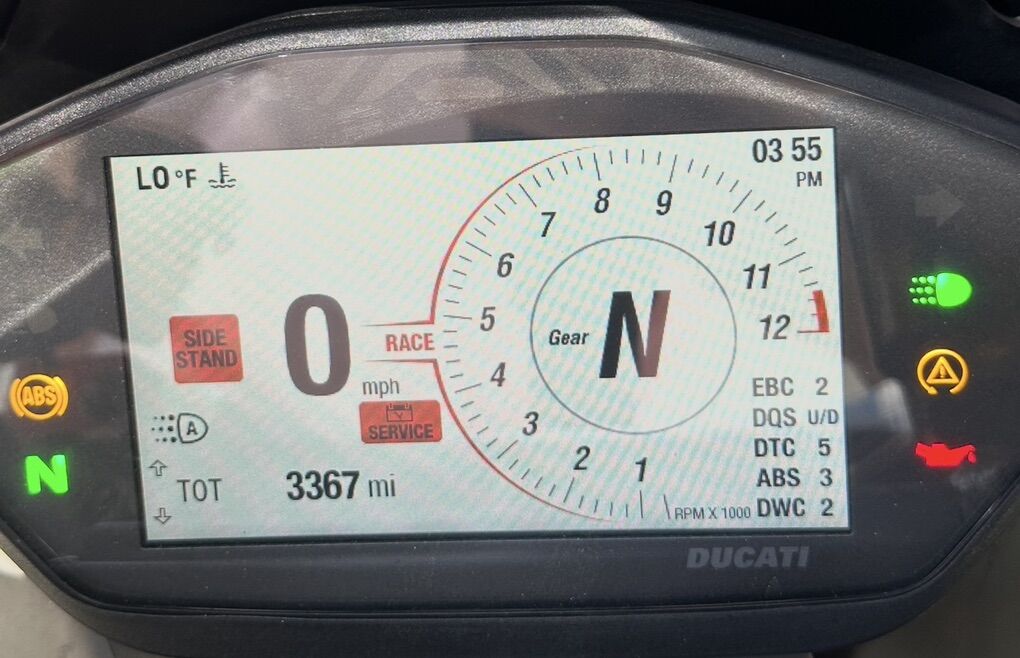 LO °F
03 55
PM
8
9
7
10
6
11
5
12
4
3
2
1
RPM X 1000
RACE
Gear N
SIDE
STAND
0
mph
SERVICE
A
TOT 3367 mi
EBC 2
DQS U/D
DTC 5
ABS 3
DWC 2
ABS
N
DUCATI